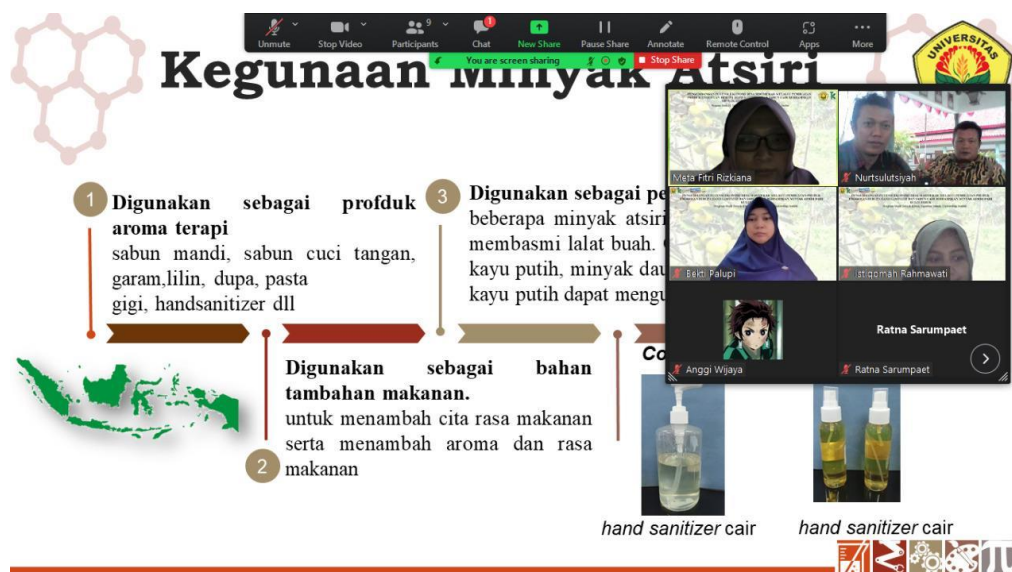 9
1
Unmute
Stop Video
Participants
Chat
New Share
Pause Share
Annotate
Remote Control
Apps
More
You are screen sharing
Stop Share
Kegunaan Minyak Atsiri
UNIVERSITAS
Meta Fitri Rizkiana
Nurtsulutsiyah
Bekti Palupi
Istiqomah Rahmawati
Anggi Wijaya
Ratna Sarumpaet
Ratna Sarumpaet
1
Digunakan sebagai profduk
aroma terapi
sabun mandi, sabun cuci tangan,
garam,lilin, dupa, pasta
gigi, handsanitizer dll
3
Digunakan sebagai pe
beberapa minyak atsiri
membasmi lalat buah.
kayu putih, minyak dau
kayu putih dapat mengu
Digunakan sebagai bahan
tambahan makanan.
untuk menambah cita rasa makanan
serta menambah aroma dan rasa
makanan
2
Co
hand sanitizer cair
hand sanitizer cair